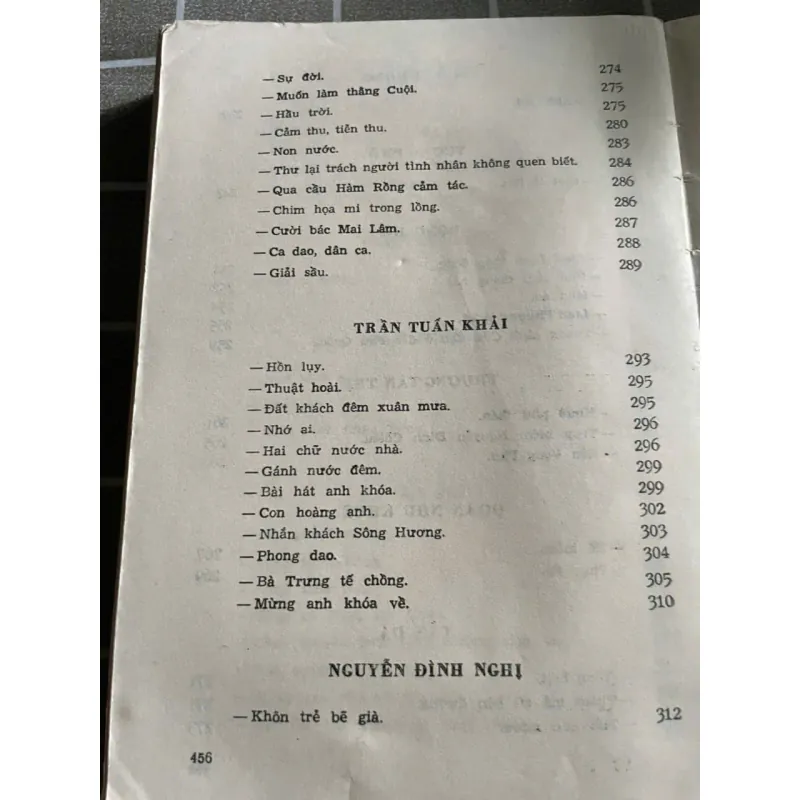 — Sự đời. 274
— Muốn làm thằng Cuội. 275
— Hầu trời. 275
— Cảm thu, tiễn thu. 280
— Non nước. 283
— Thư lại trách người tình nhân không quen biết. 284
— Qua cầu Hàm Rồng cảm tác. 286
— Chim họa mi trong lồng. 286
— Cười bác Mai Lâm. 287
— Ca dao, dân ca. 288
— Giải sầu. 289
TRẦN TUẤN KHẢI
— Hồn lụy. 293
— Thuật hoài. 295
— Đất khách đêm xuân mưa. 295
— Nhớ ai. 296
— Hai chữ nước nhà. 296
— Gánh nước đêm. 299
— Bài hát anh khóa. 299
— Con hoàng anh. 302
— Nhắn khách Sông Hương. 303
— Phong dao. 304
— Bà Trưng tế chồng. 305
— Mừng anh khóa về. 310
NGUYỄN ĐÌNH NGHỊ
— Khôn trẻ bẽ già. 312
456